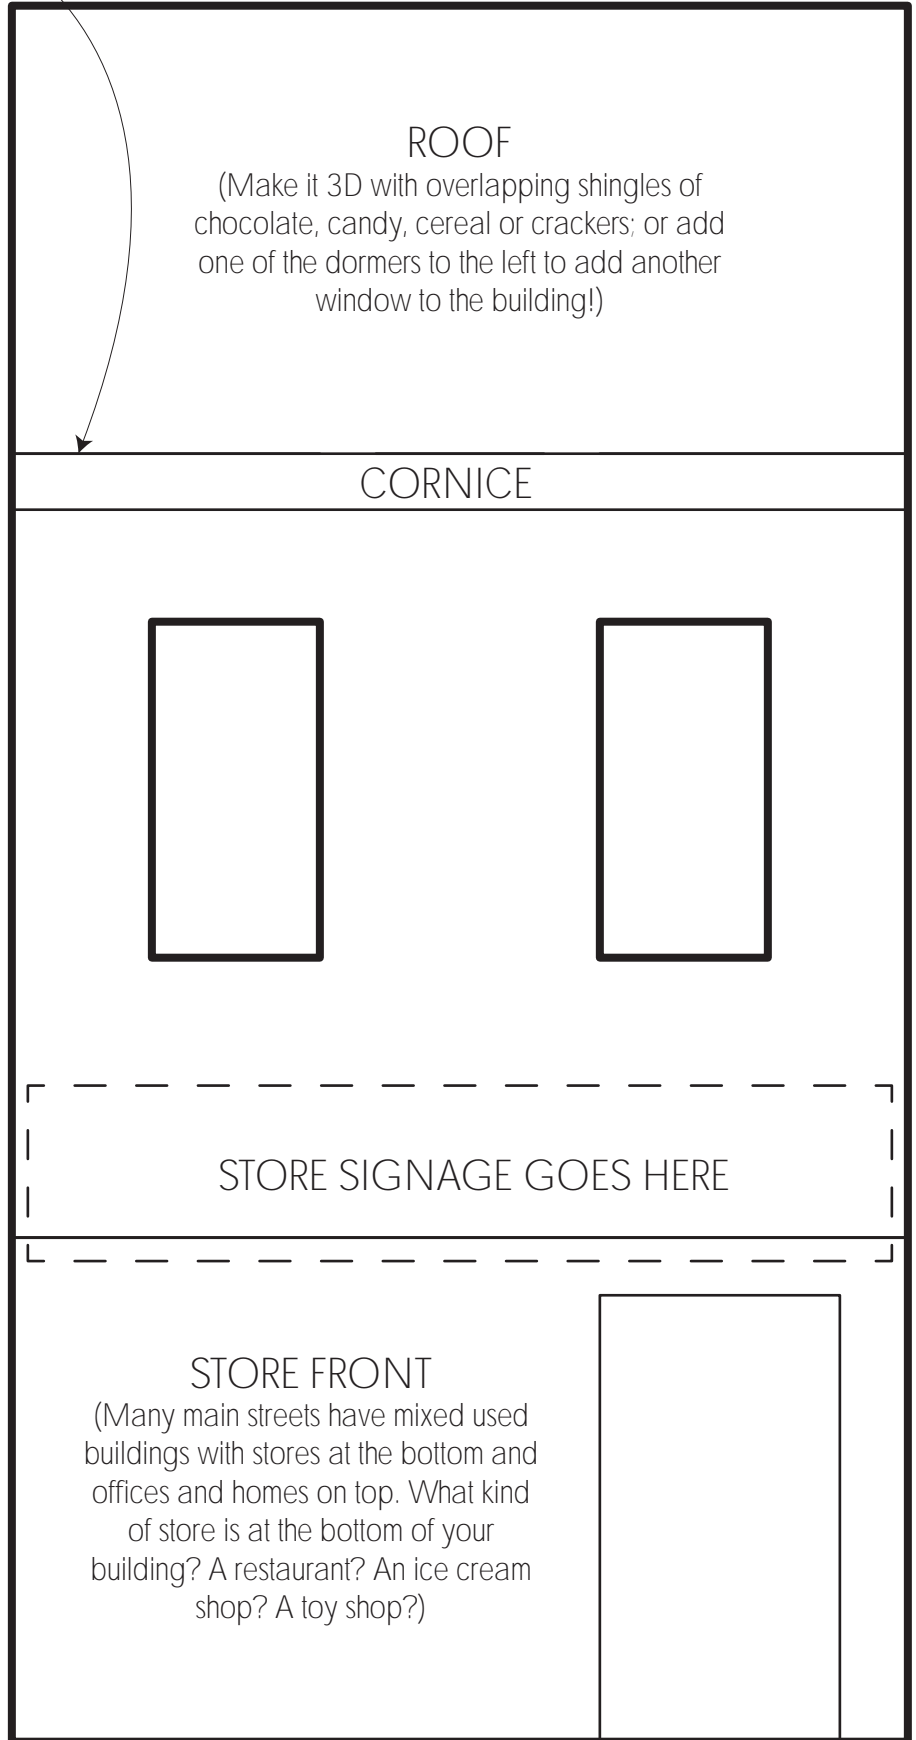 ROOF
(Make it 3D with overlapping shingles of
chocolate, candy, cereal or crackers; or add
one of the dormers to the left to add another
window to the building!)
CORNICE
STORE SIGNAGE GOES HERE
STORE FRONT
(Many main streets have mixed used
buildings with stores at the bottom and
offices and homes on top. What kind
of store is at the bottom of your
building? A restaurant? An ice cream
shop? A toy shop?)